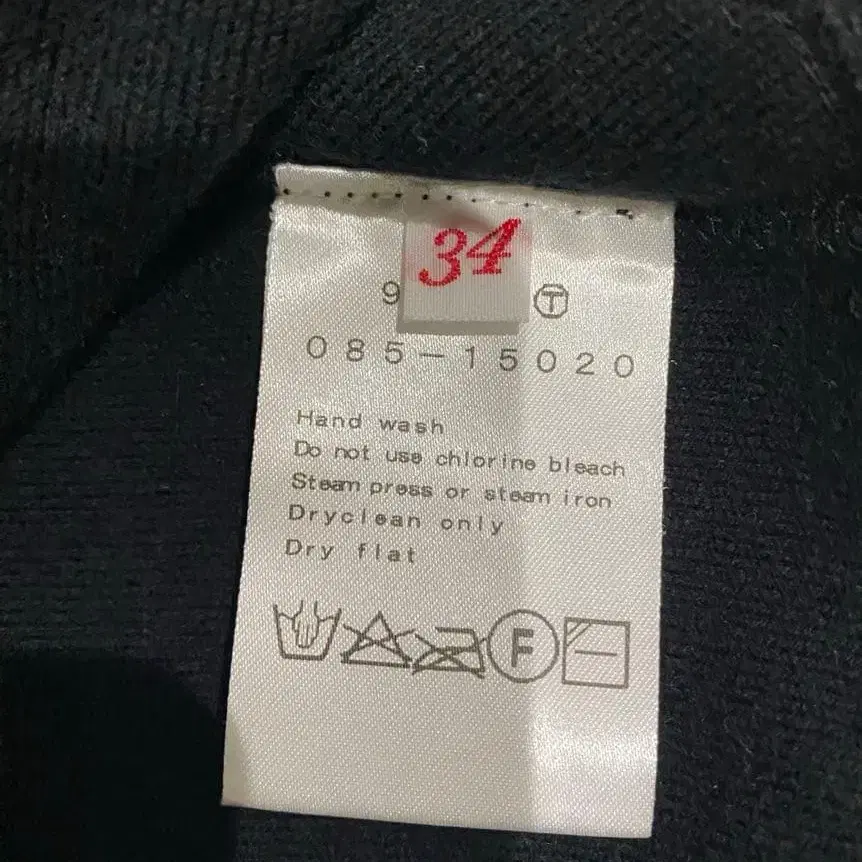 34
9 Ⓣ
085-15020
Hand wash
Do not use chlorine bleach
Steam press or steam iron
Dryclean only
Dry flat
F